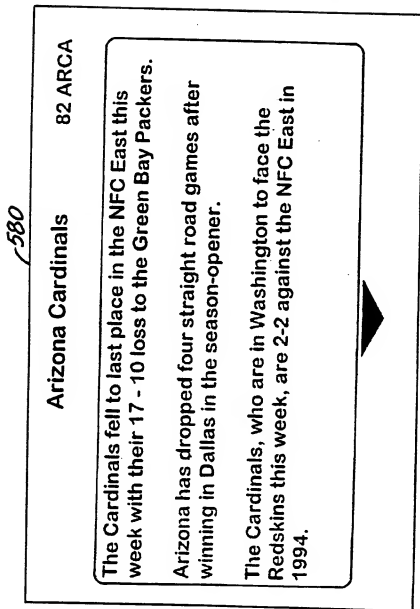 580
Arizona Cardinals 82 ARCA
The Cardinals fell to last place in the NFC East this
week with their 17 - 10 loss to the Green Bay Packers.
Arizona has dropped four straight road games after
winning in Dallas in the season-opener.
The Cardinals, who are in Washington to face the
Redskins this week, are 2-2 against the NFC East in
1994.